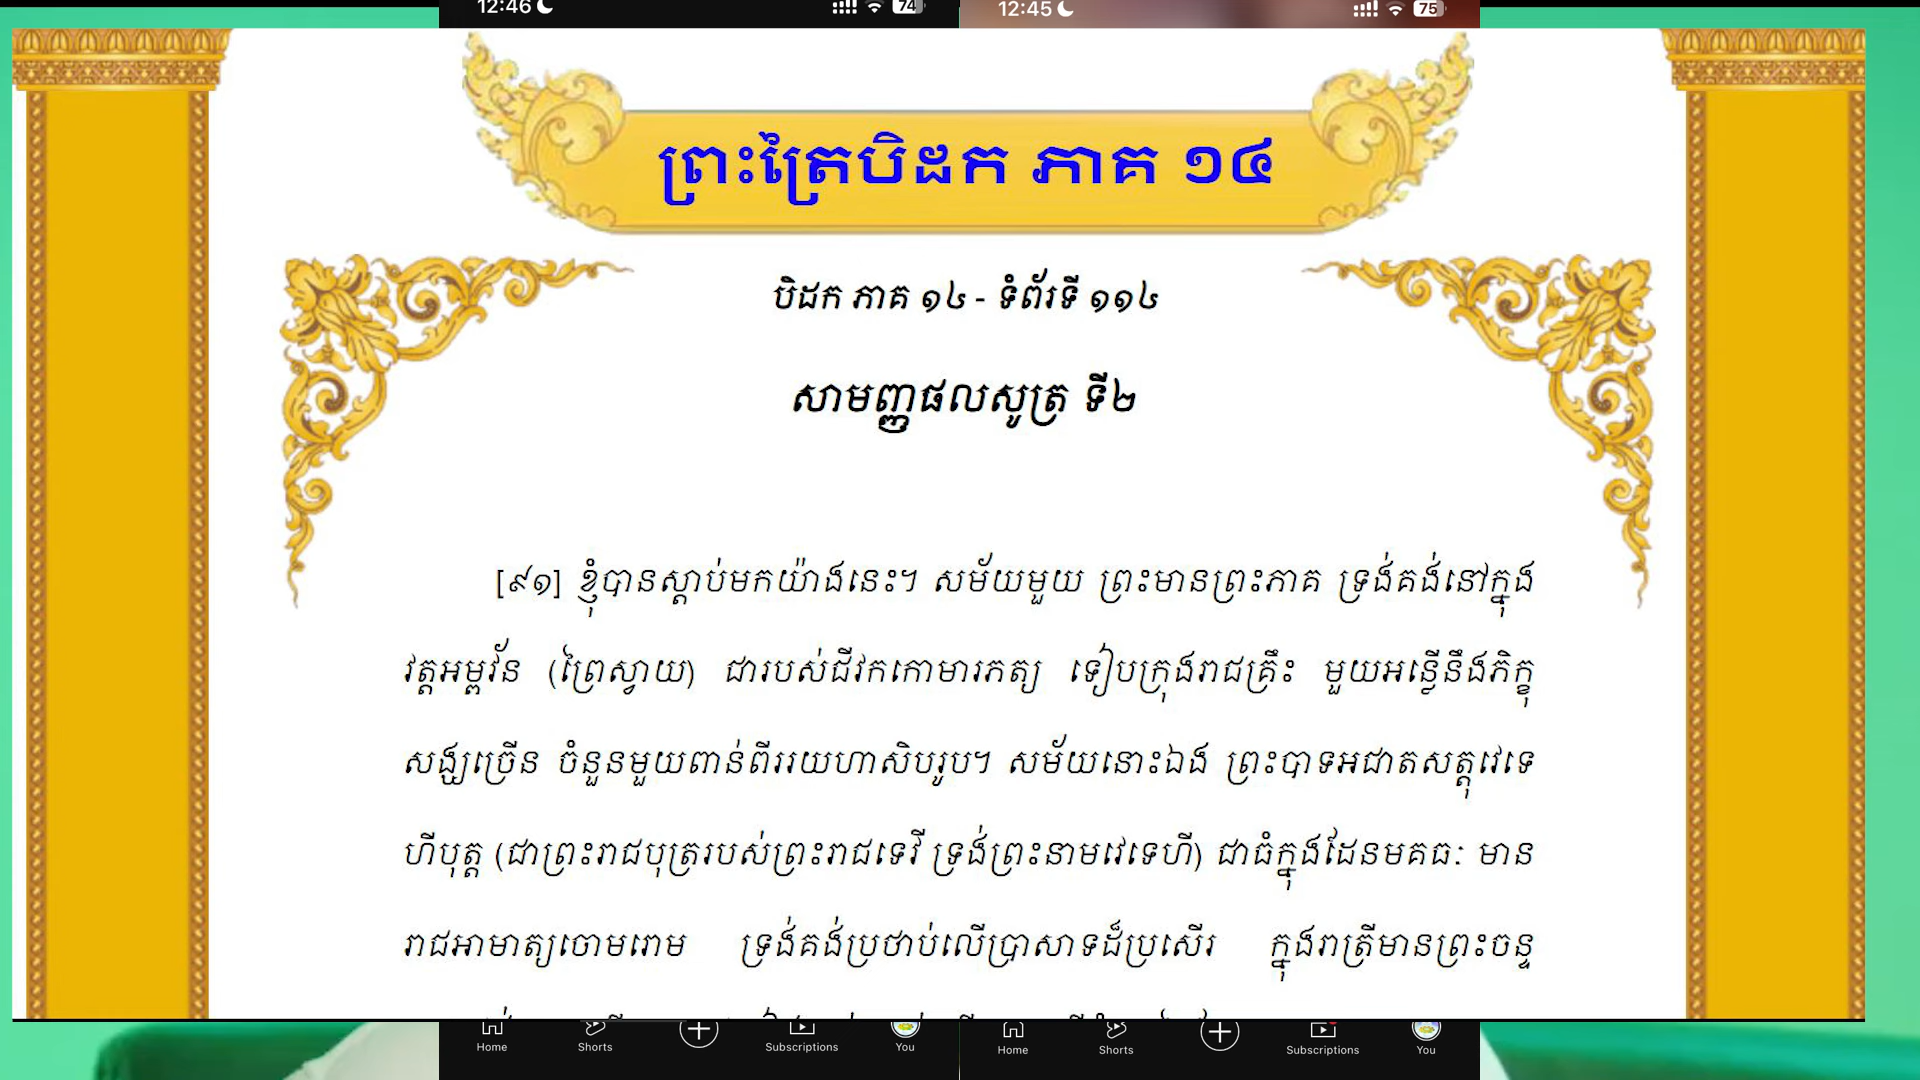 12:46
74
12:45
75
ព្រះត្រៃបិដក ភាគ ១៤
បិដក ភាគ ១៤ - ទំព័រទី ១១៤
សាមញ្ញផលសូត្រ ទី២
[៩១] ខ្ញុំបានស្តាប់មកយ៉ាងនេះ។ សម័យមួយ ព្រះមានព្រះភាគ ទ្រង់គង់នៅក្នុង
វត្តអម្ពវ័ន (ព្រៃស្វាយ) ជារបស់ជីវកកោមារភត្យ ទៀបក្រុងរាជគ្រឹះ មួយអន្លើនឹងភិក្ខុ
សង្ឃច្រើន ចំនួនមួយពាន់ពីររយហាសិបរូប។ សម័យនោះឯង ព្រះបាទអជាតសត្តុវេទេ
ហីបុត្ត (ជាព្រះរាជបុត្ររបស់ព្រះរាជទេវី ទ្រង់ព្រះនាមវេទេហី) ជាធំក្នុងដែនមគធៈ មាន
រាជអាមាត្យចោមរោម ទ្រង់គង់ប្រថាប់លើប្រាសាទដ៏ប្រសើរ ក្នុងរាត្រីមានព្រះចន្ទ
Home Shorts Subscriptions You
Home Shorts Subscriptions You